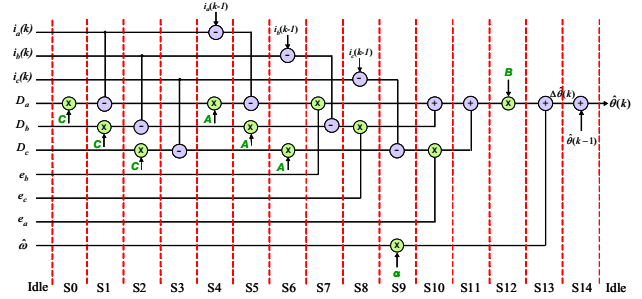 i_a(k-1)
i_a(k)
i_b(k-1)
i_b(k)
i_c(k-1)
i_c(k)
B
Δθ̂(k)
D_a x - x - x + + x + + θ̂(k)
C A
D_b x - x - x θ̂(k-1)
C A
D_c x - x - x
C A
e_b
e_c
e_a
ω̂ x
α
Idle S0 S1 S2 S3 S4 S5 S6 S7 S8 S9 S10 S11 S12 S13 S14 Idle